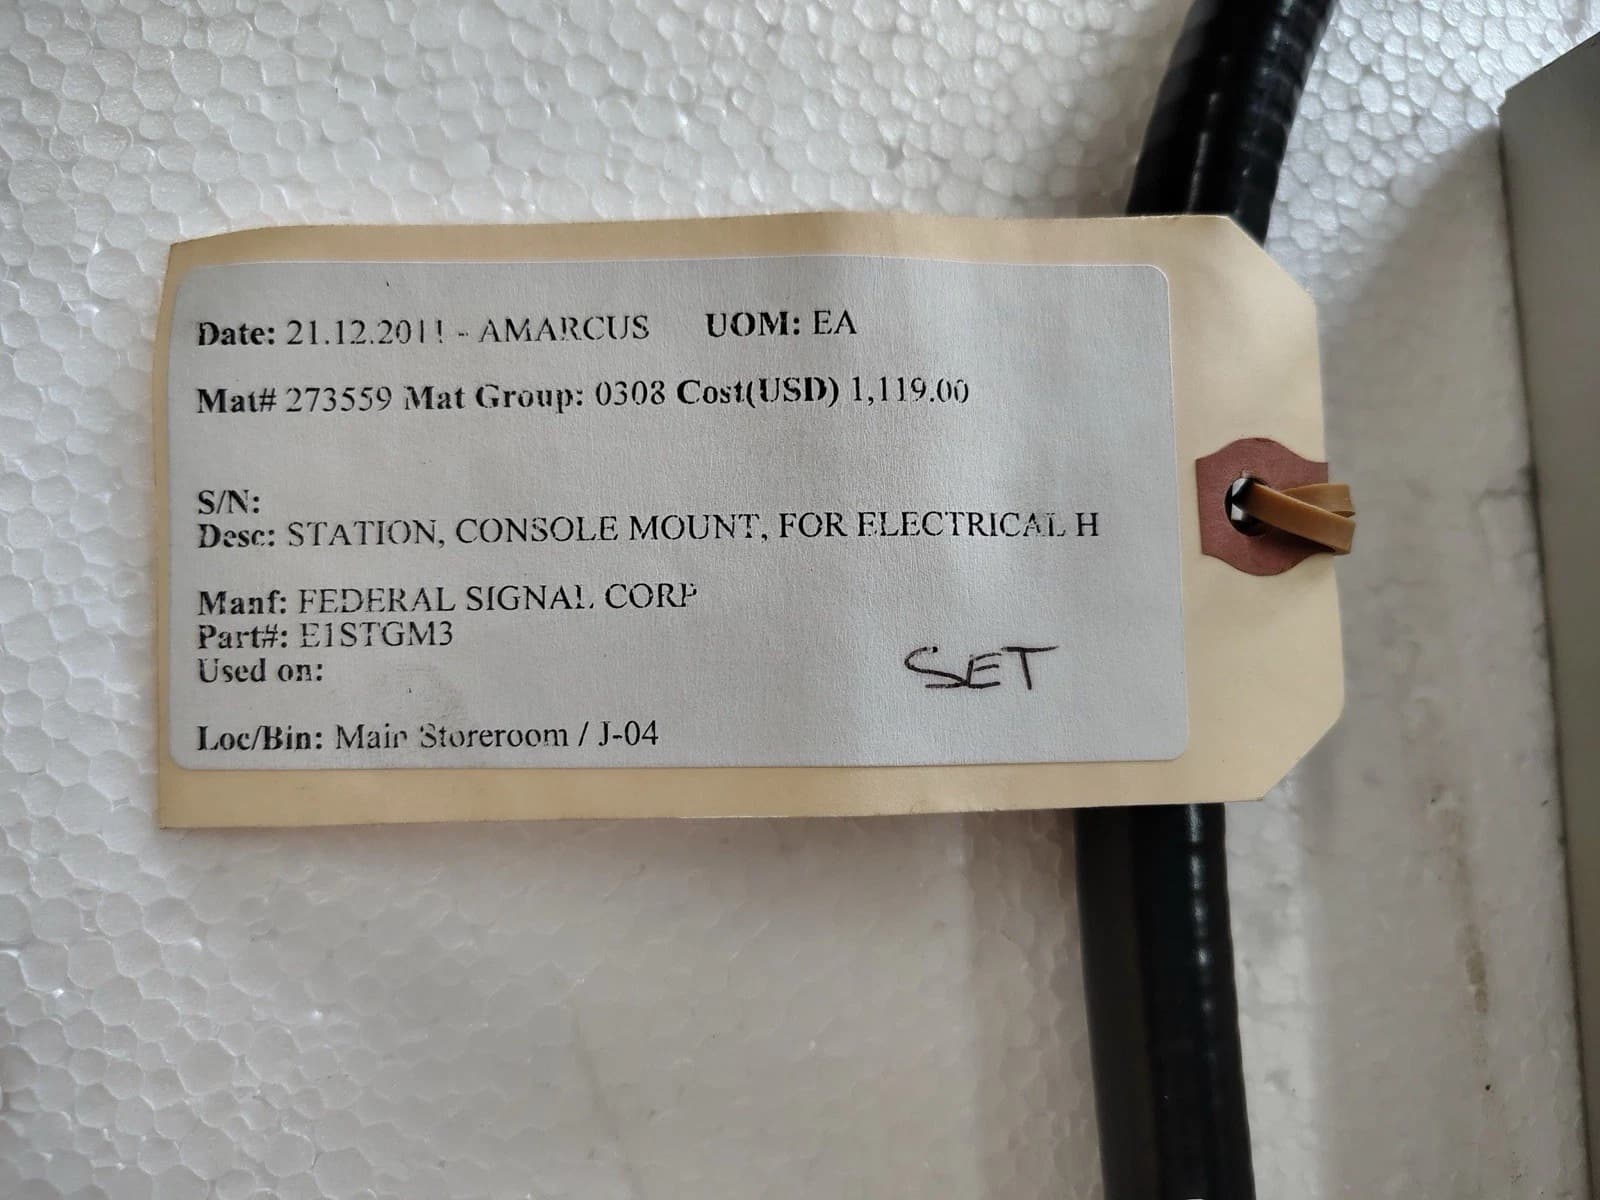 Date: 21.12.2011 - AMARCUS UOM: EA
Mat# 273559 Mat Group: 0308 Cost(USD) 1,119.00
S/N:
Desc: STATION, CONSOLE MOUNT, FOR ELECTRICAL H
Manf: FEDERAL SIGNAL CORP
Part#: E1STGM3
Used on:
SET
Loc/Bin: Main Storeroom / J-04